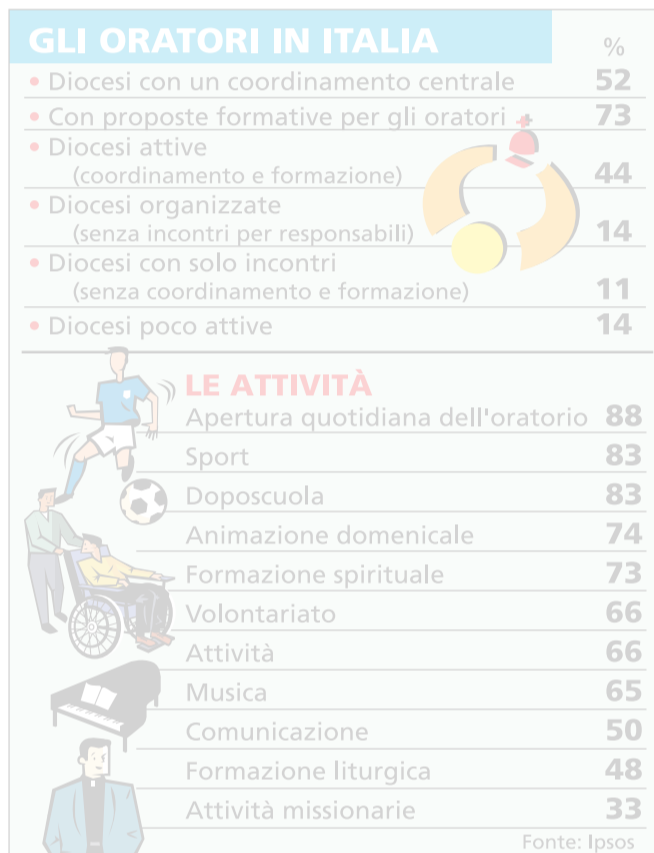 GLI ORATORI IN ITALIA %
• Diocesi con un coordinamento centrale 52
• Con proposte formative per gli oratori 73
• Diocesi attive
(coordinamento e formazione) 44
• Diocesi organizzate
(senza incontri per responsabili) 14
• Diocesi con solo incontri
(senza coordinamento e formazione) 11
• Diocesi poco attive 14
LE ATTIVITÀ
Apertura quotidiana dell'oratorio 88
Sport 83
Doposcuola 83
Animazione domenicale 74
Formazione spirituale 73
Volontariato 66
Attività 66
Musica 65
Comunicazione 50
Formazione liturgica 48
Attività missionarie 33
Fonte: Ipsos